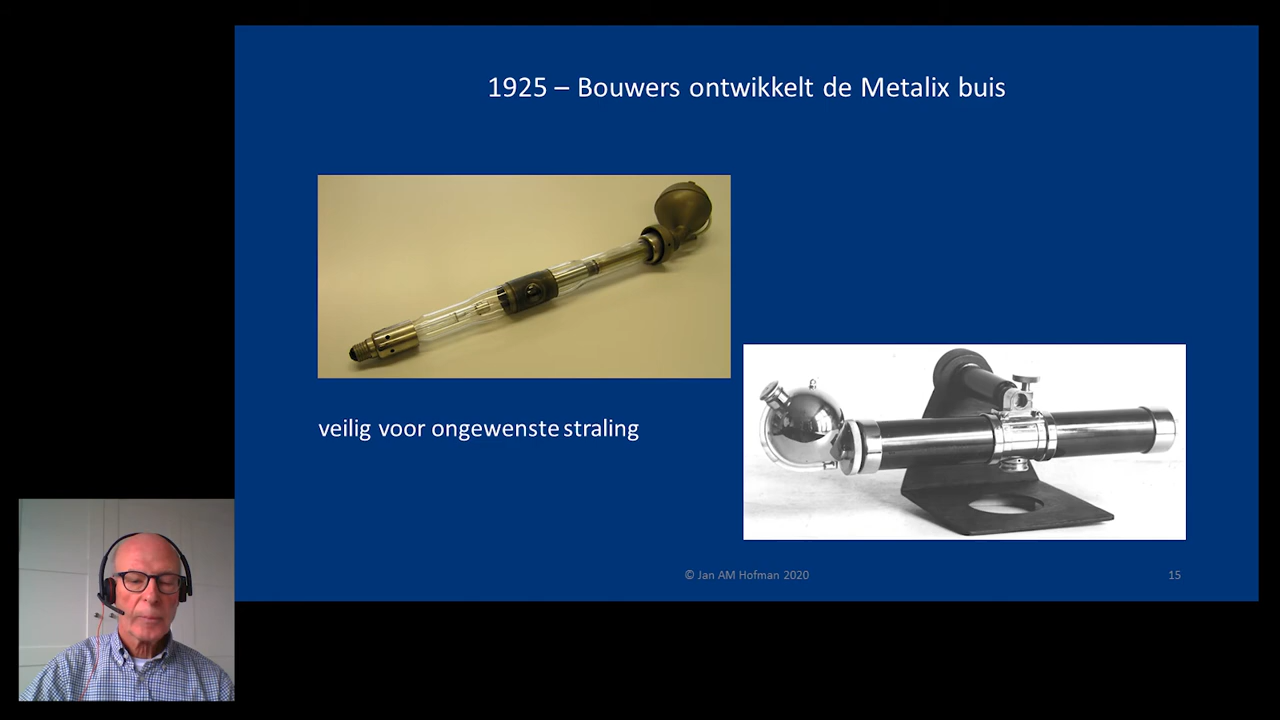 1925 – Bouwers ontwikkelt de Metalix buis
veilig voor ongewenste straling
© Jan AM Hofman 2020
15